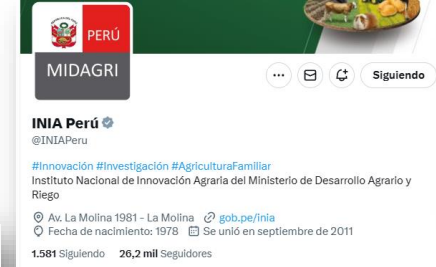 PERÚ
MIDAGRI
Siguiendo
INIA Perú
@INIAPeru
#Innovación #Investigación #AgriculturaFamiliar
Instituto Nacional de Innovación Agraria del Ministerio de Desarrollo Agrario y
Riego
Av. La Molina 1981 - La Molina gob.pe/inia
Fecha de nacimiento: 1978 Se unió en septiembre de 2011
1.581 Siguiendo 26,2 mil Seguidores